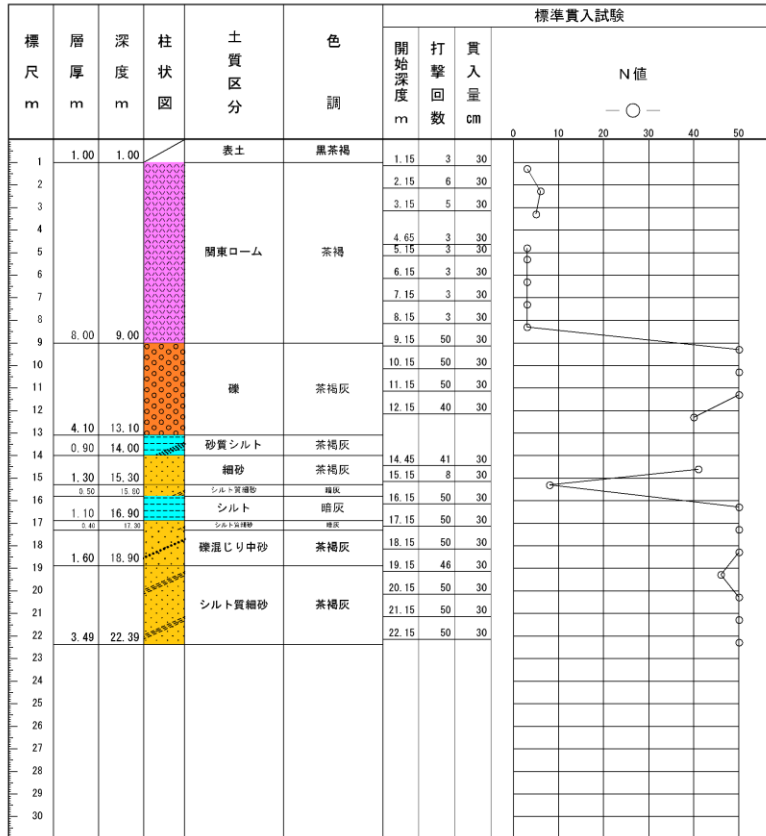 標準貫入試験
標尺 m
層厚 m
深度 m
柱状図
土質区分
色調
開始深度 m
打撃回数
貫入量 cm
N値
0 10 20 30 40 50
1.00 1.00 表土 黒茶褐
8.00 9.00 関東ローム 茶褐
4.10 13.10 礫 茶褐灰
0.90 14.00 砂質シルト 茶褐灰
1.30 15.30 細砂 茶褐灰
0.50 15.80 シルト質細砂 暗灰
1.10 16.90 シルト 暗灰
0.40 17.30 シルト質細砂 暗灰
1.60 18.90 礫混じり中砂 茶褐灰
3.49 22.39 シルト質細砂 茶褐灰
1.15 3 30
2.15 6 30
3.15 5 30
4.65 3 30
5.15 3 30
6.15 3 30
7.15 3 30
8.15 3 30
9.15 50 30
10.15 50 30
11.15 50 30
12.15 40 30
14.45 41 30
15.15 8 30
16.15 50 30
17.15 50 30
18.15 50 30
19.15 46 30
20.15 50 30
21.15 50 30
22.15 50 30
1
2
3
4
5
6
7
8
9
10
11
12
13
14
15
16
17
18
19
20
21
22
23
24
25
26
27
28
29
30